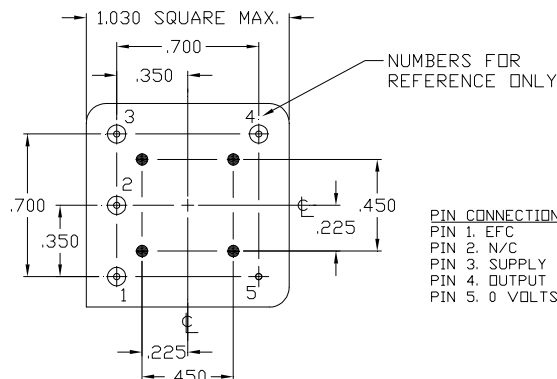 1.030 SQUARE MAX.
.700
.350
NUMBERS FOR
REFERENCE ONLY
3
4
2
.700
.350
.450
.225
1
5
PIN CONNECTION
PIN 1. EFC
PIN 2. N/C
PIN 3. SUPPLY
PIN 4. OUTPUT
PIN 5. 0 VOLTS
.225
.450